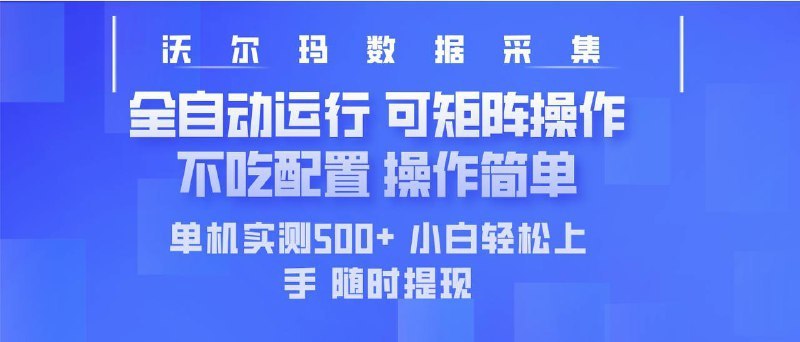 沃尔玛数据采集
全自动运行 可矩阵操作
不吃配置 操作简单
单机实测500+ 小白轻松上
手 随时提现